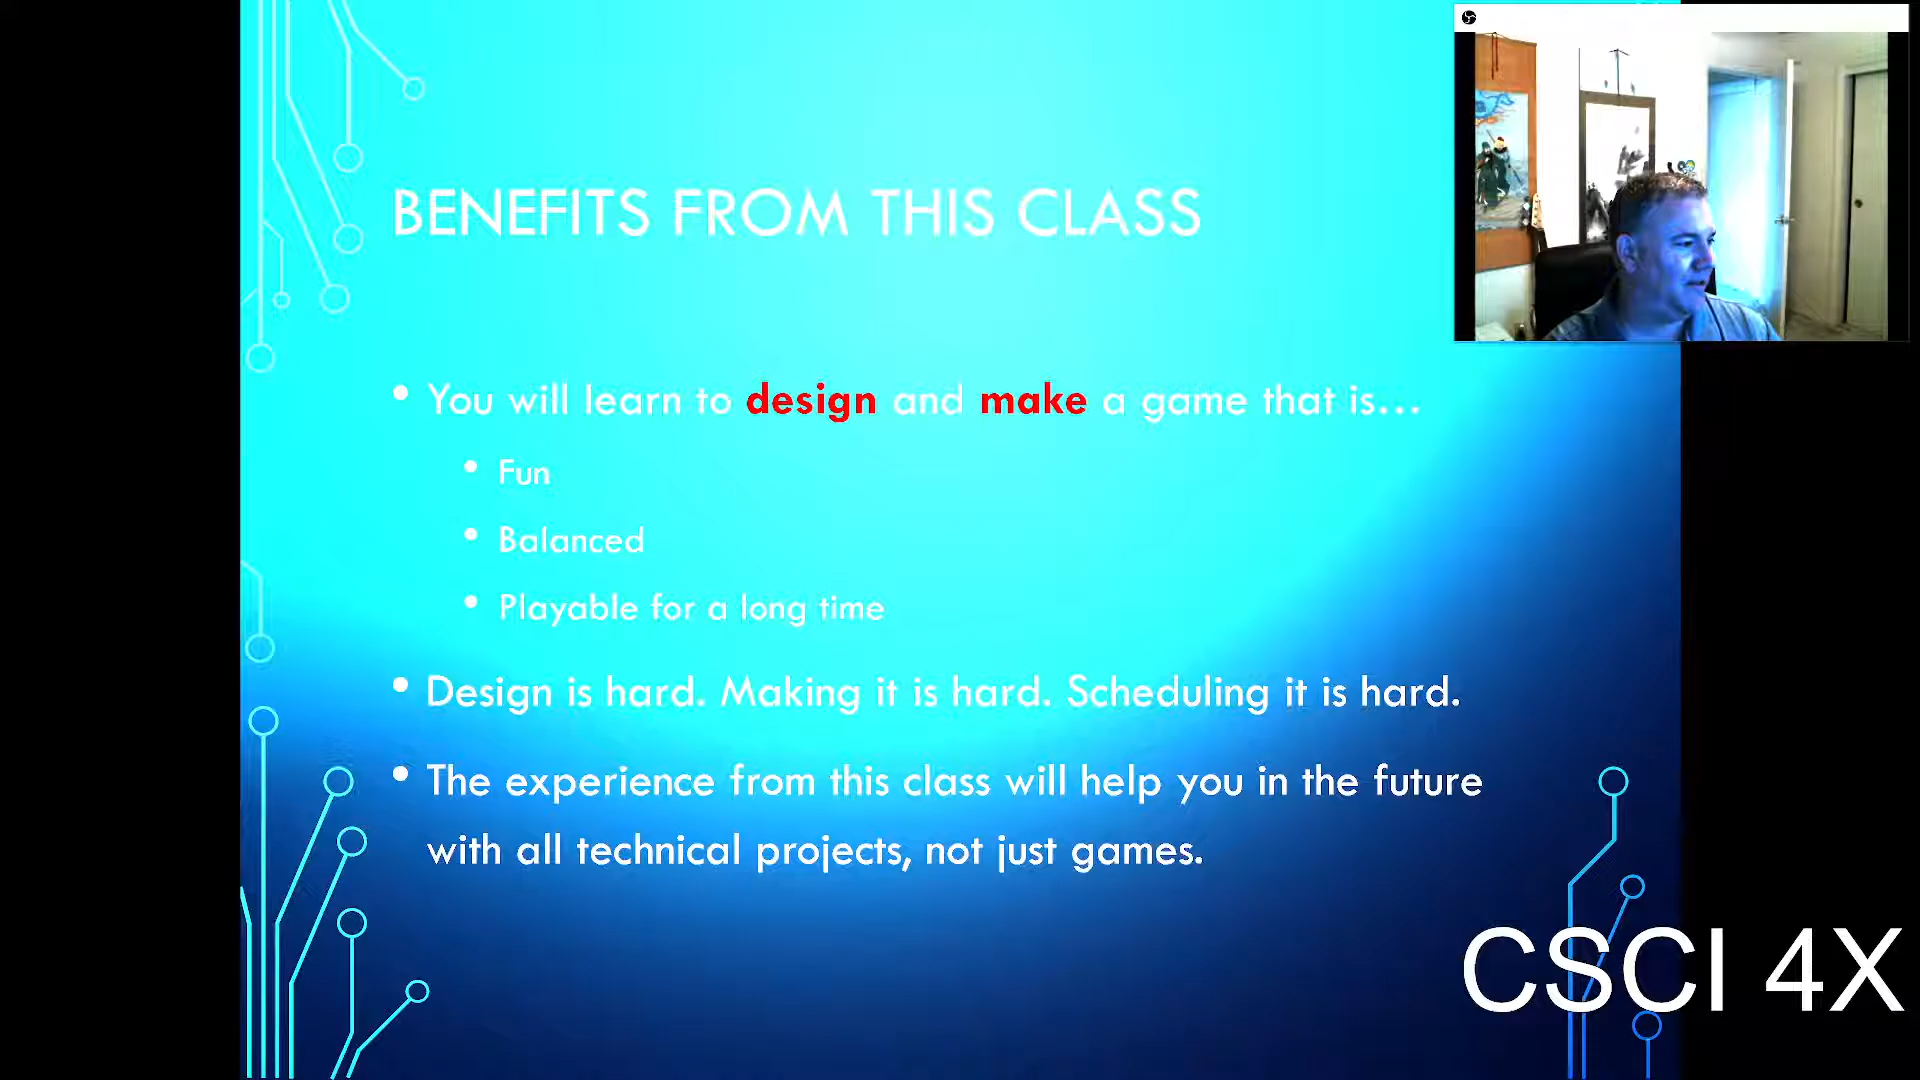 BENEFITS FROM THIS CLASS
• You will learn to design and make a game that is...
• Fun
• Balanced
• Playable for a long time
• Design is hard. Making it is hard. Scheduling it is hard.
• The experience from this class will help you in the future
with all technical projects, not just games.
CSCI 4X